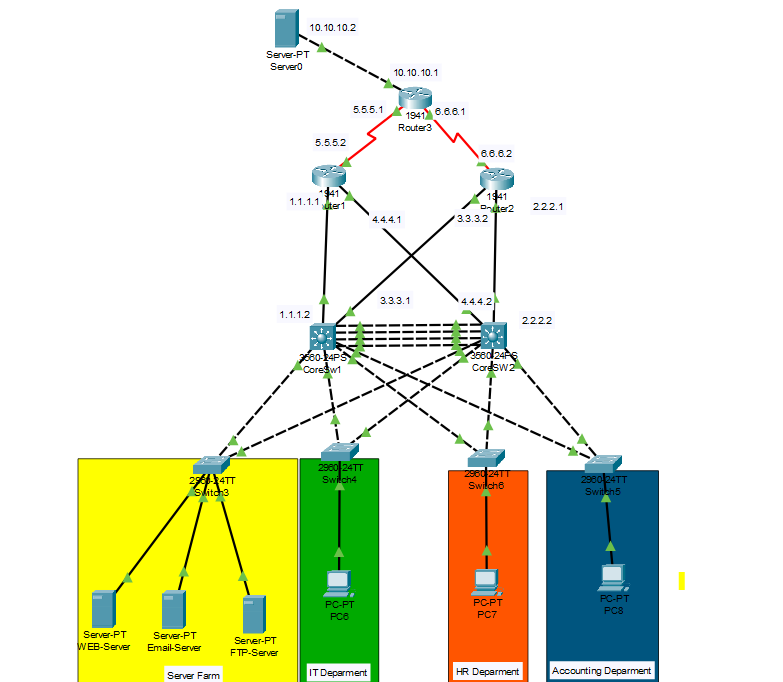 10.10.10.2
Server-PT
Server0
10.10.10.1
5.5.5.1
6.6.6.1
1941
Router3
5.5.5.2
6.6.6.2
1941
uter1
1941
Router2
1.1.1.1
4.4.4.1
3.3.3.2
2.2.2.1
3.3.3.1
4.4.4.2
1.1.1.2
2.2.2.2
3560-24PS
CoreSw1
3560-24PS
CoreSW2
2960-24TT
Switch3
2960-24TT
Switch4
2960-24TT
Switch6
2960-24TT
Switch5
Server-PT
WEB-Server
Server-PT
Email-Server
Server-PT
FTP-Server
PC-PT
PC6
PC-PT
PC7
PC-PT
PC8
Server Farm
IT Deparment
HR Deparment
Accounting Deparment